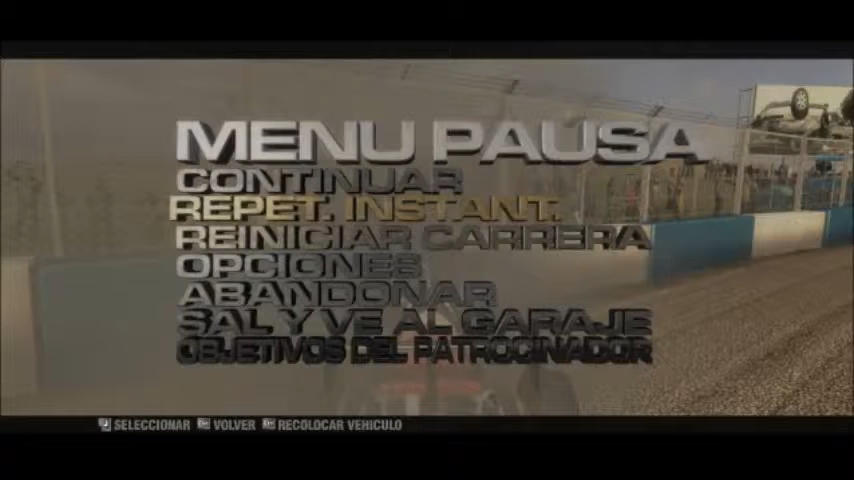 MENU PAUSA
CONTINUAR
REPET. INSTANT.
REINICIAR CARRERA
OPCIONES
ABANDONAR
SAL Y VE AL GARAJE
OBJETIVOS DEL PATROCINADOR
SELECCIONAR VOLVER RECOLOCAR VEHICULO